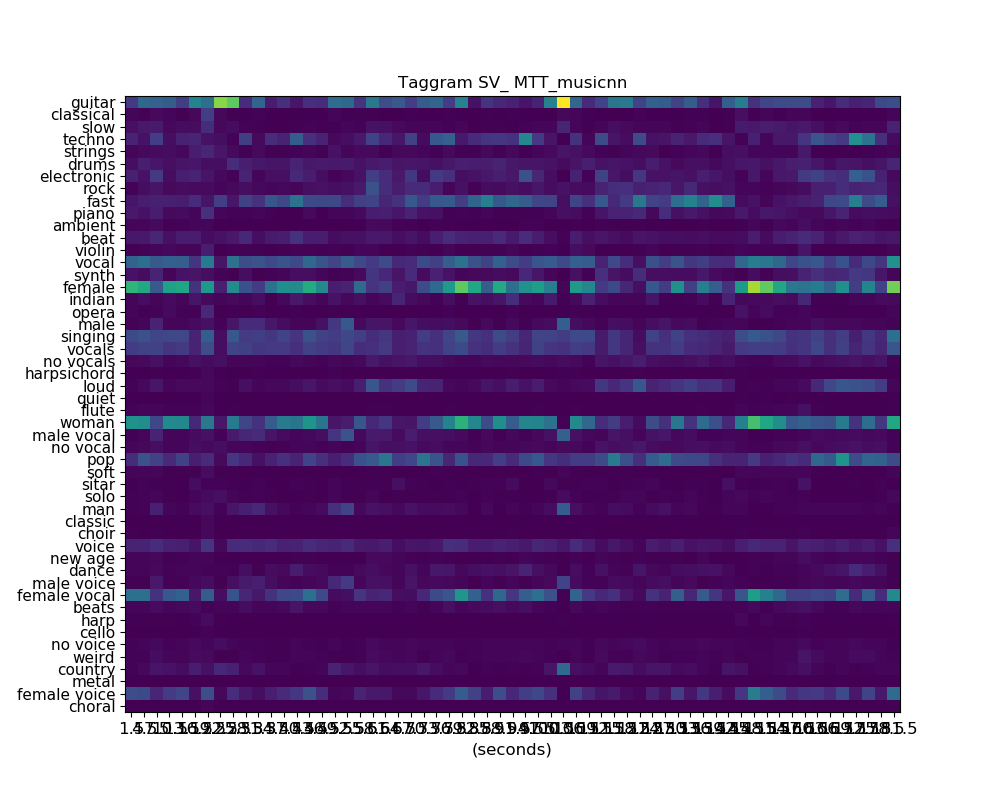 Taggram SV_ MTT_musicnn
guitar
classical
slow
techno
strings
drums
electronic
rock
fast
piano
ambient
beat
violin
vocal
synth
female
indian
opera
male
singing
vocals
no vocals
harpsichord
loud
quiet
flute
woman
male vocal
no vocal
pop
soft
sitar
solo
man
classic
choir
voice
new age
dance
male voice
female vocal
beats
harp
cello
no voice
weird
country
metal
female voice
choral
(seconds)